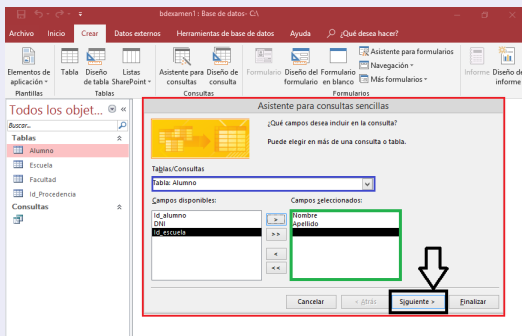 bdexamen1 : Base de datos- C:\
Archivo Inicio Crear Datos externos Herramientas de base de datos Ayuda ¿Qué desea hacer?
Elementos de aplicación
Tabla
Diseño de tabla
Listas SharePoint
Asistente para consultas
Diseño de consulta
Formulario
Diseño del formulario
Formulario en blanco
Asistente para formularios
Navegación
Más formularios
Informe
Diseño de informe
Plantillas Tablas Consultas Formularios
Todos los objet... «
Buscar...
Tablas
Alumno
Escuela
Facultad
Id_Procedencia
Consultas
Asistente para consultas sencillas
¿Qué campos desea incluir en la consulta?
Puede elegir en más de una consulta o tabla.
Tablas/Consultas
Tabla: Alumno
Campos disponibles: Campos seleccionados:
Id_alumno
DNI
Id_escuela
>
>>
<
<<
Nombre
Apellido
Cancelar < Atrás Siguiente > Finalizar